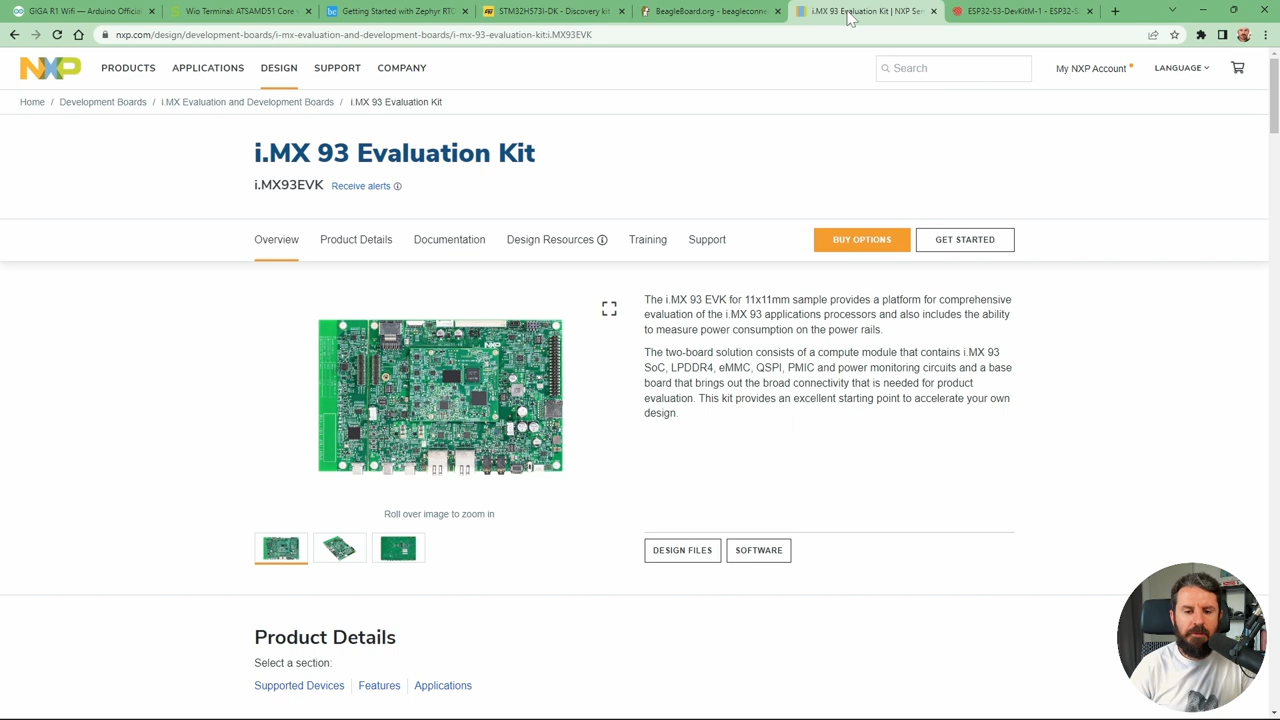 GIGA R1 Wifi — Arduino Officia
Wio Terminal: ATSAMD51 Core
Getting Started with Zephyr RTO
STM32H573I-DK - Discovery kit
BeagleBoard.org - beagleconnec
i.MX 93 Evaluation Kit | NXP Sem
ESP32-S3-DevKitM-1 - ESP32-S
nxp.com/design/development-boards/i-mx-evaluation-and-development-boards/i-mx-93-evaluation-kit:i.MX93EVK
NXP PRODUCTS APPLICATIONS DESIGN SUPPORT COMPANY Search My NXP Account LANGUAGE
Home / Development Boards / i.MX Evaluation and Development Boards / i.MX 93 Evaluation Kit
i.MX 93 Evaluation Kit
i.MX93EVK Receive alerts
Overview Product Details Documentation Design Resources Training Support BUY OPTIONS GET STARTED
The i.MX 93 EVK for 11x11mm sample provides a platform for comprehensive
evaluation of the i.MX 93 applications processors and also includes the ability
to measure power consumption on the power rails.
The two-board solution consists of a compute module that contains i.MX 93
SoC, LPDDR4, eMMC, QSPI, PMIC and power monitoring circuits and a base
board that brings out the broad connectivity that is needed for product
evaluation. This kit provides an excellent starting point to accelerate your own
design.
NXP
Roll over image to zoom in
DESIGN FILES SOFTWARE
Product Details
Select a section:
Supported Devices Features Applications